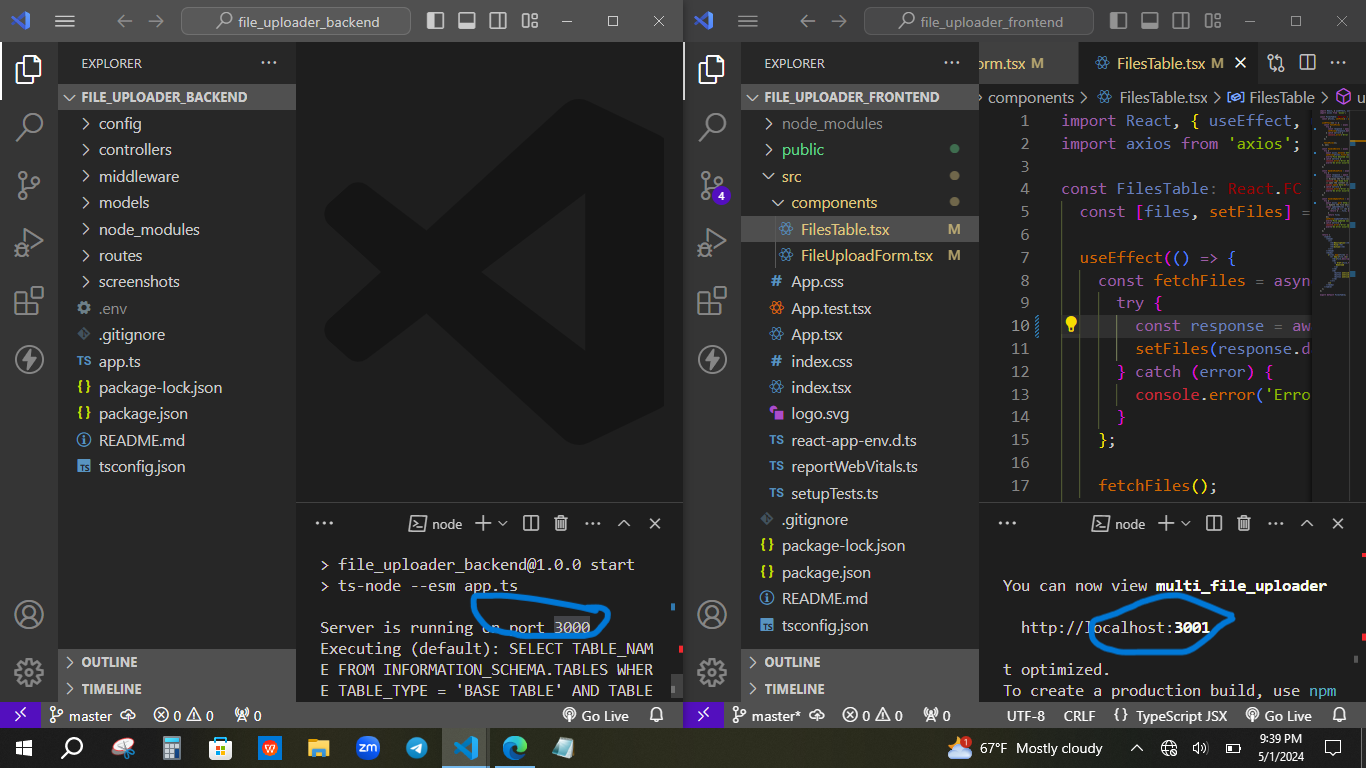 file_uploader_backend
EXPLORER
FILE_UPLOADER_BACKEND
config
controllers
middleware
models
node_modules
routes
screenshots
.env
.gitignore
TS app.ts
{} package-lock.json
{} package.json
README.md
TS tsconfig.json
OUTLINE
TIMELINE
node
> file_uploader_backend@1.0.0 start
> ts-node --esm app.ts
Server is running on port 3000
Executing (default): SELECT TABLE_NAM
E FROM INFORMATION_SCHEMA.TABLES WHER
E TABLE_TYPE = 'BASE TABLE' AND TABLE
master 0 0 0 Go Live
file_uploader_frontend
EXPLORER
FILE_UPLOADER_FRONTEND
node_modules
public
src
components
FilesTable.tsx M
FileUploadForm.tsx M
# App.css
App.test.tsx
App.tsx
# index.css
index.tsx
logo.svg
TS react-app-env.d.ts
TS reportWebVitals.ts
TS setupTests.ts
.gitignore
{} package-lock.json
{} package.json
README.md
TS tsconfig.json
OUTLINE
TIMELINE
4
orm.tsx M FilesTable.tsx M
components > FilesTable.tsx > FilesTable > u
1 import React, { useEffect,
2 import axios from 'axios';
3
4 const FilesTable: React.FC
5 const [files, setFiles] =
6
7 useEffect(() => {
8 const fetchFiles = asyn
9 try {
10 const response = aw
11 setFiles(response.d
12 } catch (error) {
13 console.error('Erro
14 }
15 };
16
17 fetchFiles();
node
You can now view multi_file_uploader
http://localhost:3001
t optimized.
To create a production build, use npm
master* 0 0 0 UTF-8 CRLF {} TypeScript JSX Go Live
W zm 1 67°F Mostly cloudy 9:39 PM
5/1/2024